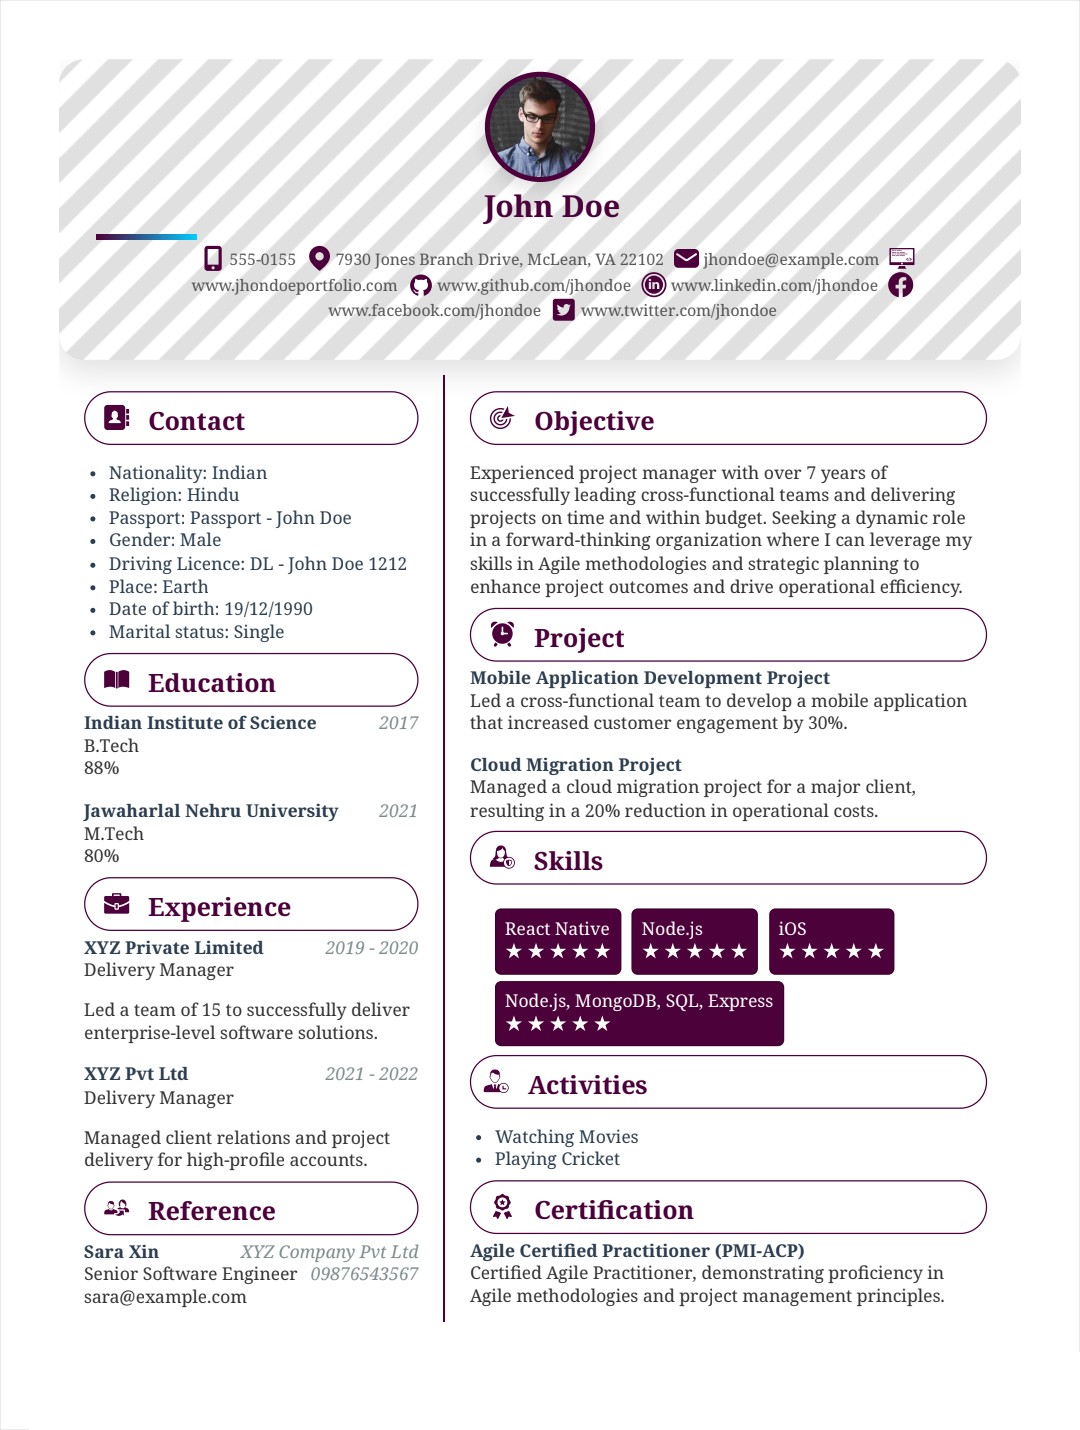 John Doe
555-0155 7930 Jones Branch Drive, McLean, VA 22102 jhondoe@example.com
www.jhondoeportfolio.com www.github.com/jhondoe www.linkedin.com/jhondoe
www.facebook.com/jhondoe www.twitter.com/jhondoe
Contact
• Nationality: Indian
• Religion: Hindu
• Passport: Passport - John Doe
• Gender: Male
• Driving Licence: DL - John Doe 1212
• Place: Earth
• Date of birth: 19/12/1990
• Marital status: Single
Education
Indian Institute of Science 2017
B.Tech
88%
Jawaharlal Nehru University 2021
M.Tech
80%
Experience
XYZ Private Limited 2019 - 2020
Delivery Manager
Led a team of 15 to successfully deliver
enterprise-level software solutions.
XYZ Pvt Ltd 2021 - 2022
Delivery Manager
Managed client relations and project
delivery for high-profile accounts.
Reference
Sara Xin XYZ Company Pvt Ltd
Senior Software Engineer 09876543567
sara@example.com
Objective
Experienced project manager with over 7 years of
successfully leading cross-functional teams and delivering
projects on time and within budget. Seeking a dynamic role
in a forward-thinking organization where I can leverage my
skills in Agile methodologies and strategic planning to
enhance project outcomes and drive operational efficiency.
Project
Mobile Application Development Project
Led a cross-functional team to develop a mobile application
that increased customer engagement by 30%.
Cloud Migration Project
Managed a cloud migration project for a major client,
resulting in a 20% reduction in operational costs.
Skills
React Native Node.js iOS
★★★★★ ★★★★★ ★★★★★
Node.js, MongoDB, SQL, Express
★★★★★
Activities
• Watching Movies
• Playing Cricket
Certification
Agile Certified Practitioner (PMI-ACP)
Certified Agile Practitioner, demonstrating proficiency in
Agile methodologies and project management principles.